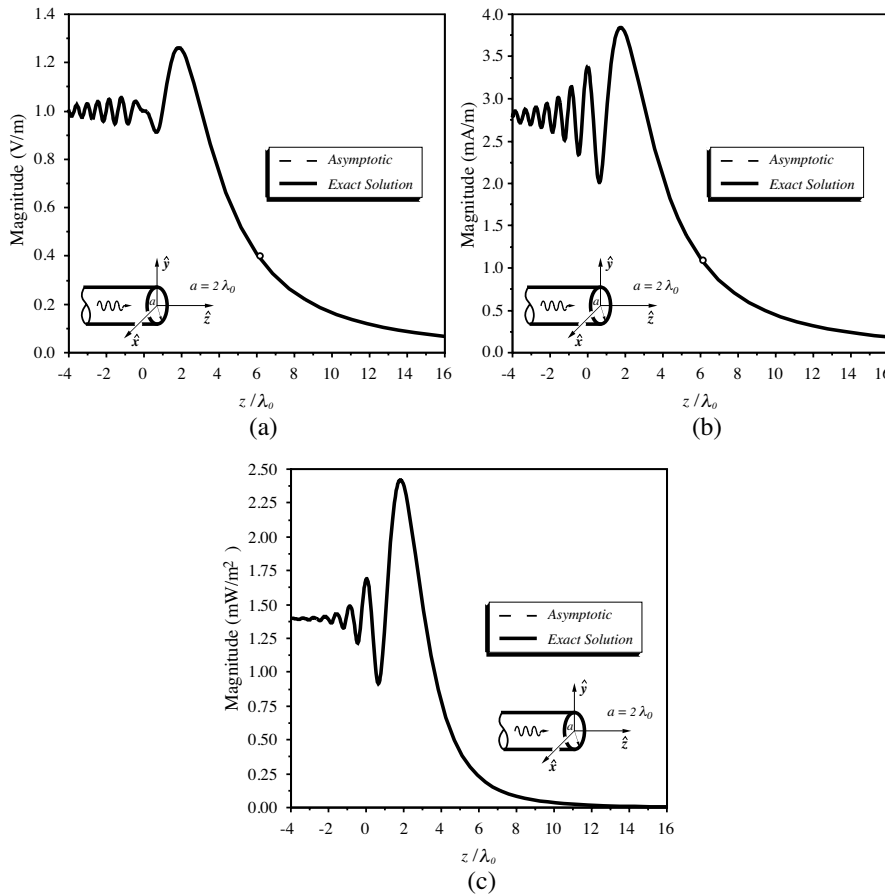 Magnitude (V/m)
1.4
1.2
1.0
0.8
0.6
0.4
0.2
0.0
-4 -2 0 2 4 6 8 10 12 14 16
z / λ₀
Asymptotic
Exact Solution
ŷ
a
a = 2 λ₀
ẑ
x̂
(a)
Magnitude (mA/m)
4.0
3.5
3.0
2.5
2.0
1.5
1.0
0.5
0.0
-4 -2 0 2 4 6 8 10 12 14 16
z / λ₀
Asymptotic
Exact Solution
ŷ
a
a = 2 λ₀
ẑ
x̂
(b)
Magnitude (mW/m²)
2.50
2.25
2.00
1.75
1.50
1.25
1.00
0.75
0.50
0.25
0.00
-4 -2 0 2 4 6 8 10 12 14 16
z / λ₀
Asymptotic
Exact Solution
ŷ
a
a = 2 λ₀
ẑ
x̂
(c)